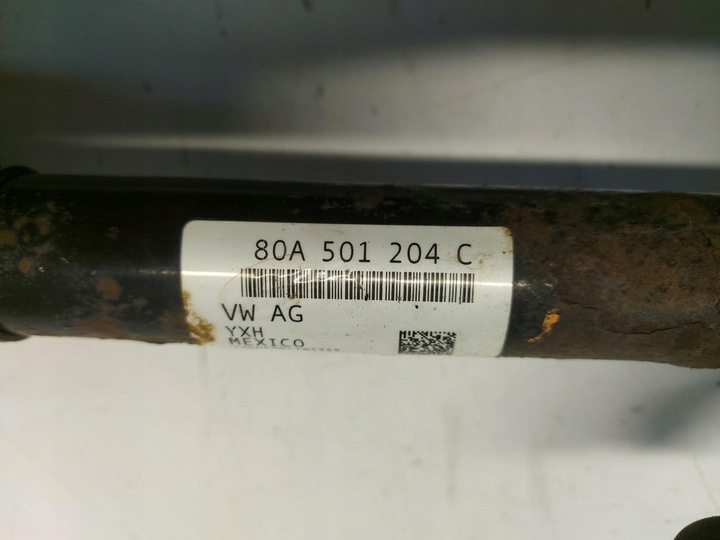 80A 501 204 C
VW AG
YXH
MEXICO